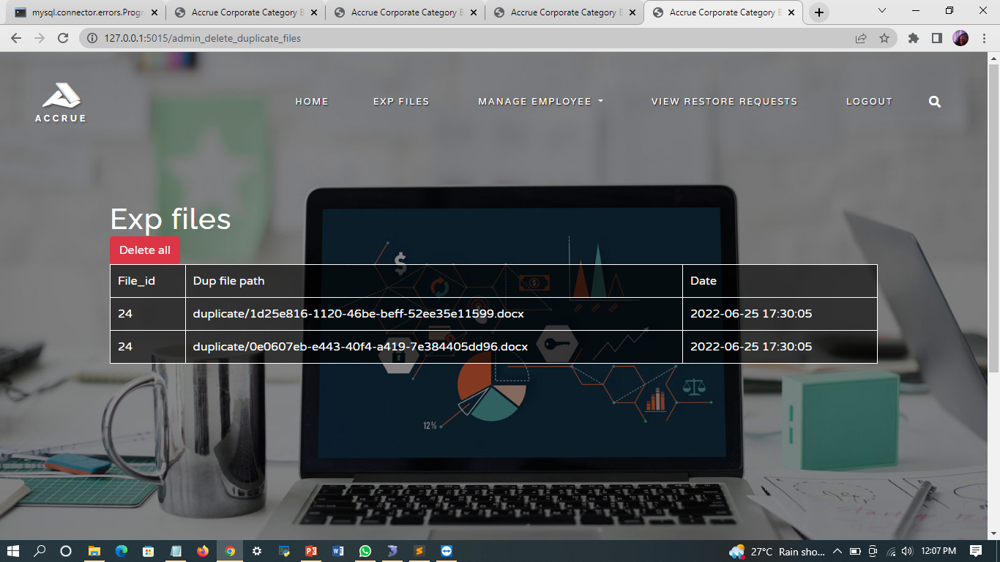 mysql.connector.errors.Progr
Accrue Corporate Category B
Accrue Corporate Category B
Accrue Corporate Category B
Accrue Corporate Category B
127.0.0.1:5015/admin_delete_duplicate_files
ACCRUE
HOME
EXP FILES
MANAGE EMPLOYEE
VIEW RESTORE REQUESTS
LOGOUT
Exp files
Delete all
File_id Dup file path Date
24 duplicate/1d25e816-1120-46be-beff-52ee35e11599.docx 2022-06-25 17:30:05
24 duplicate/0e0607eb-e443-40f4-a419-7e384405dd96.docx 2022-06-25 17:30:05
12%
27°C Rain sho...
12:07 PM